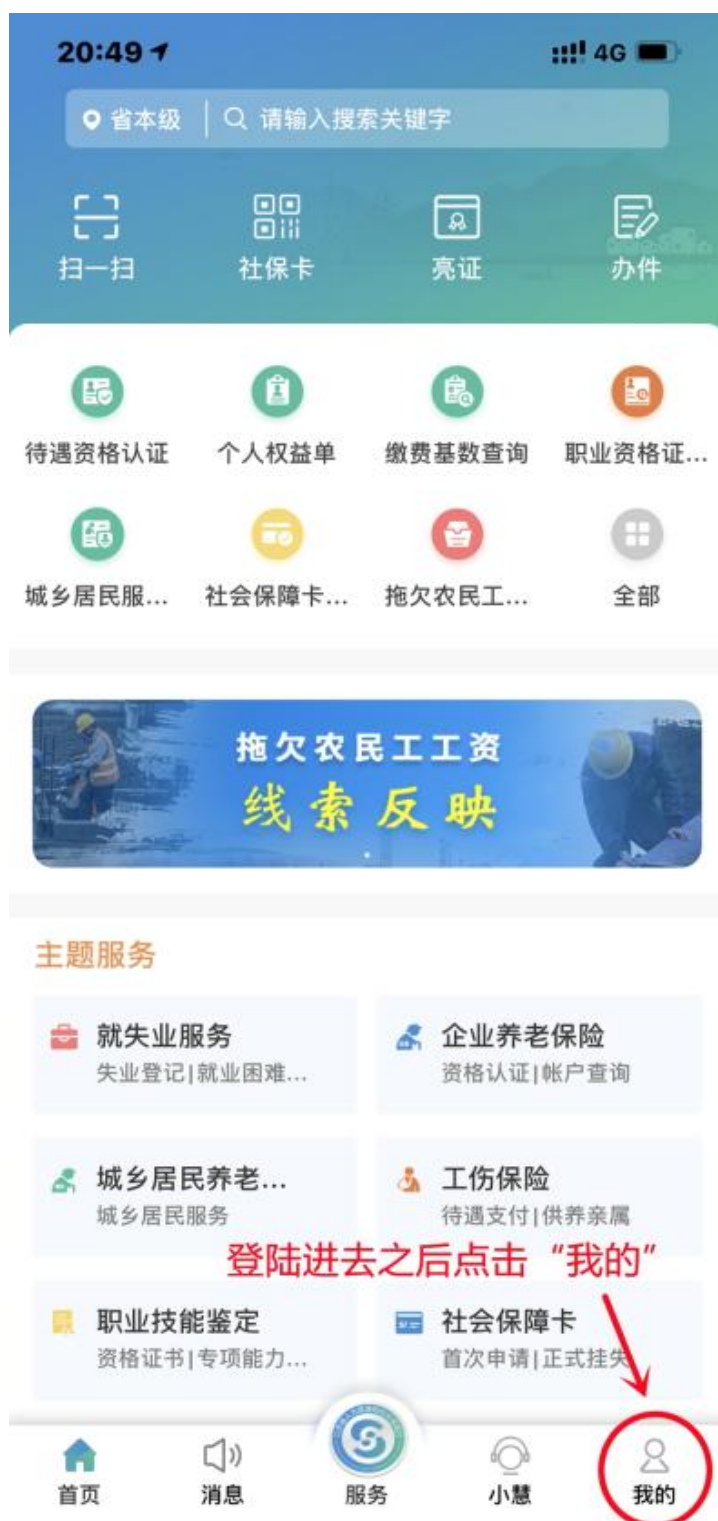 20:49
4G
省本级
请输入搜索关键字
扫一扫
社保卡
亮证
办件
待遇资格认证
个人权益单
缴费基数查询
职业资格证...
城乡居民服...
社会保障卡...
拖欠农民工...
全部
拖欠农民工工资
线索反映
主题服务
就失业服务
失业登记|就业困难...
企业养老保险
资格认证|帐户查询
城乡居民养老...
城乡居民服务
工伤保险
待遇支付|供养亲属
登陆进去之后点击“我的”
职业技能鉴定
资格证书|专项能力...
社会保障卡
首次申请|正式挂失
首页
消息
服务
小慧
我的